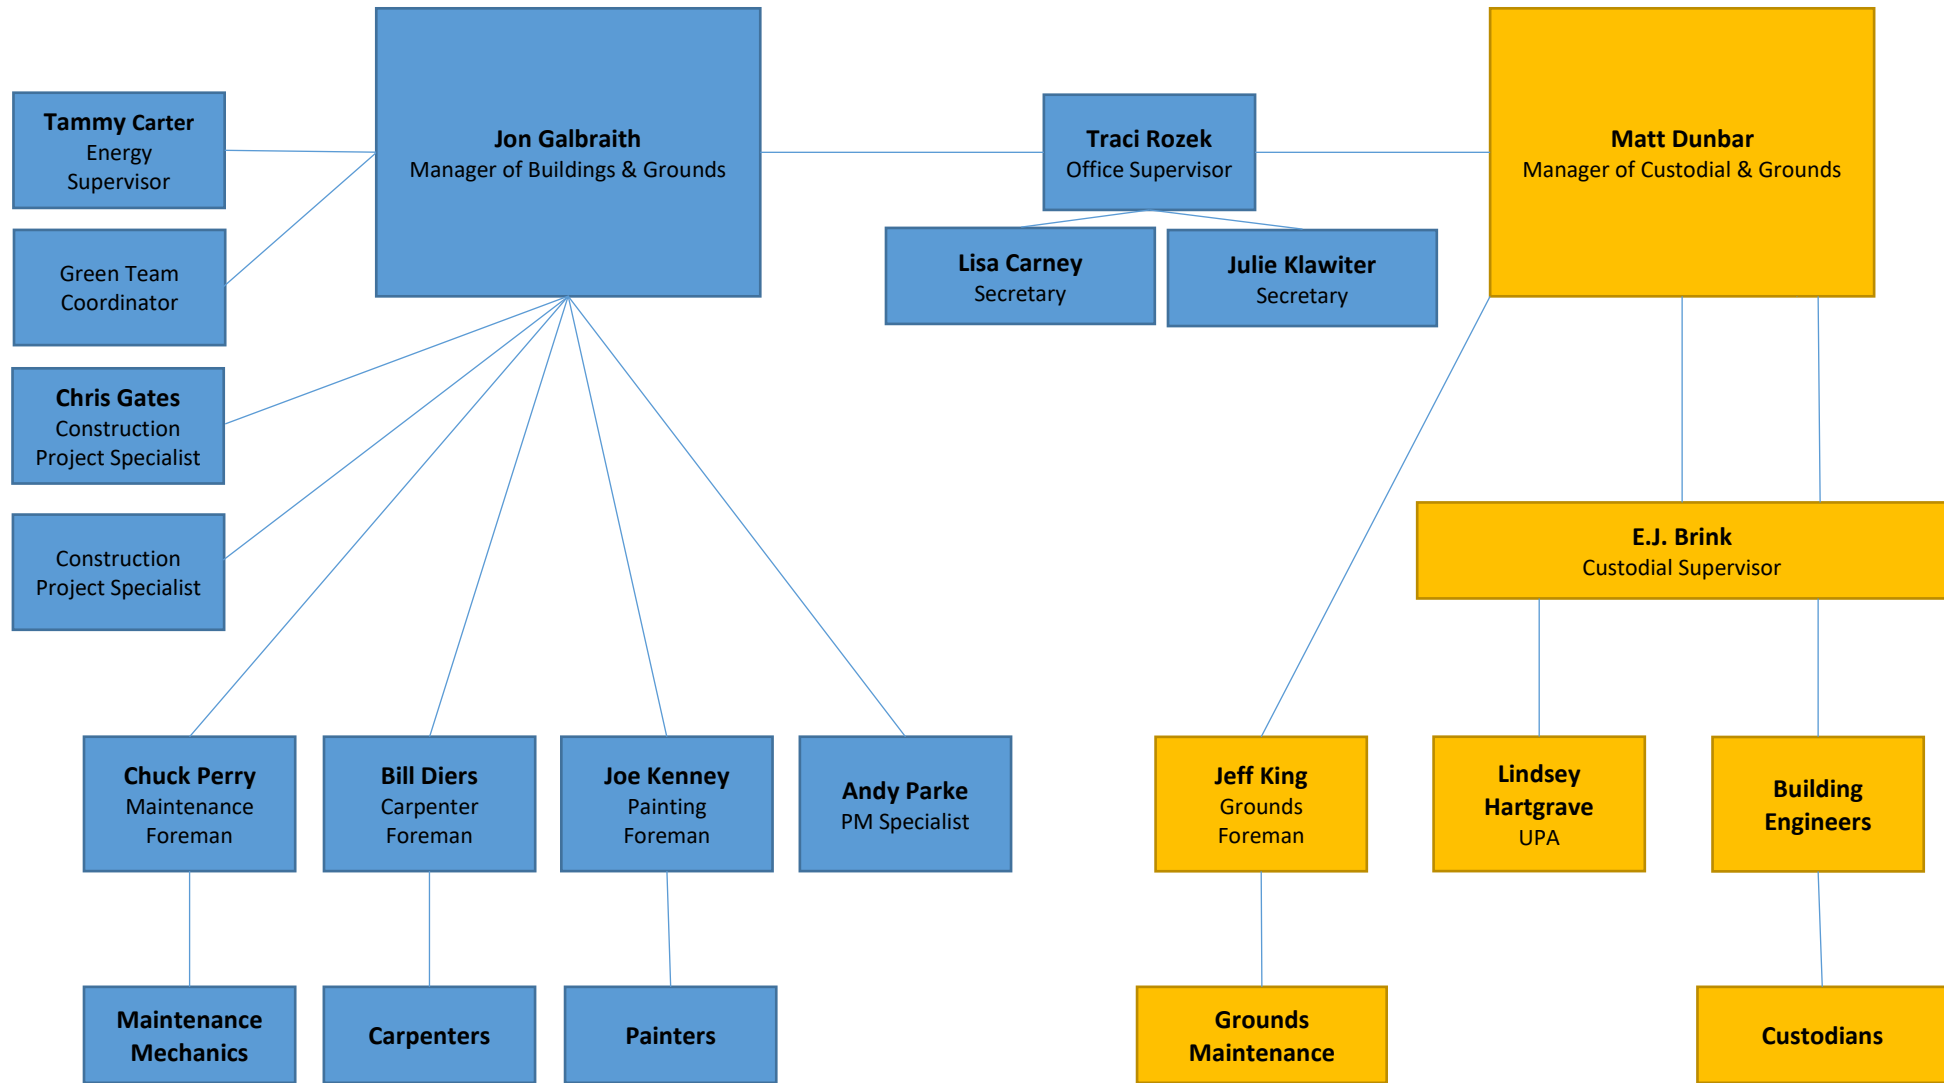 Tammy Carter
Energy
Supervisor
Green Team
Coordinator
Chris Gates
Construction
Project Specialist
Construction
Project Specialist
Jon Galbraith
Manager of Buildings & Grounds
Traci Rozek
Office Supervisor
Lisa Carney
Secretary
Julie Klawiter
Secretary
Matt Dunbar
Manager of Custodial & Grounds
E.J. Brink
Custodial Supervisor
Chuck Perry
Maintenance
Foreman
Bill Diers
Carpenter
Foreman
Joe Kenney
Painting
Foreman
Andy Parke
PM Specialist
Jeff King
Grounds
Foreman
Lindsey
Hartgrave
UPA
Building
Engineers
Maintenance
Mechanics
Carpenters
Painters
Grounds
Maintenance
Custodians